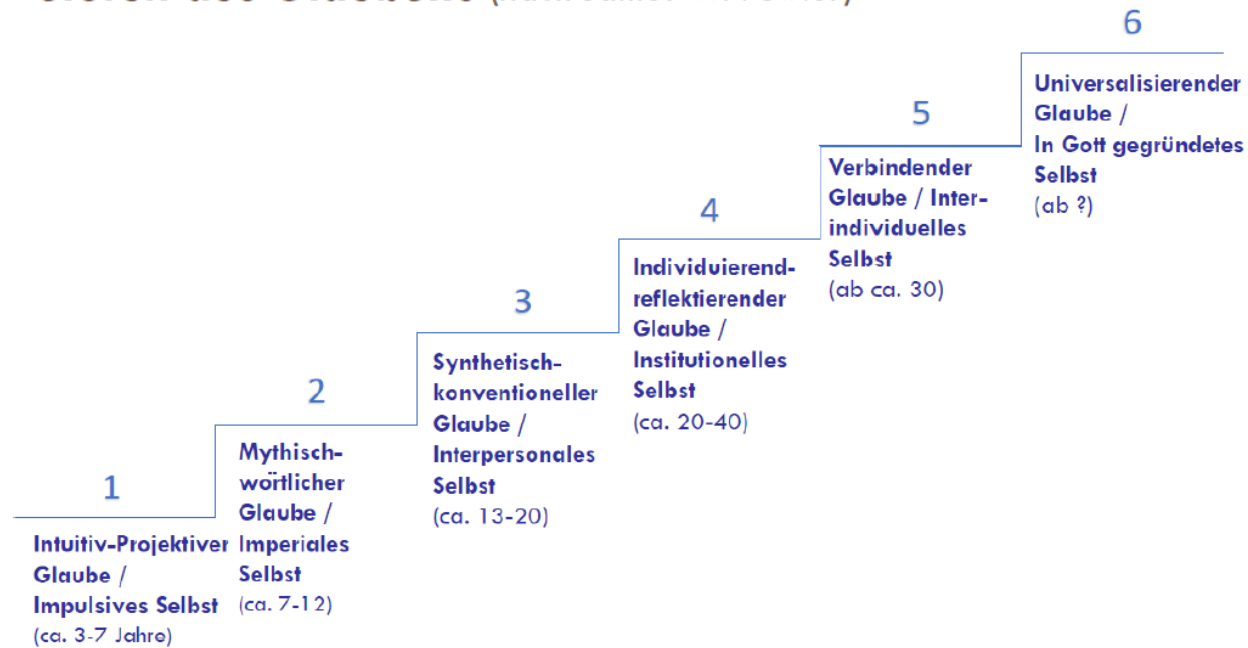 6
Universalisierender
Glaube /
In Gott gegründetes
Selbst
(ab ?)
5
Verbindender
Glaube / Inter-
individuelles
Selbst
(ab ca. 30)
4
Individuierend-
reflektierender
Glaube /
Institutionelles
Selbst
(ca. 20-40)
3
Synthetisch-
konventioneller
Glaube /
Interpersonales
Selbst
(ca. 13-20)
2
Mythisch-
wörtlicher
Glaube /
Imperiales
Selbst
(ca. 7-12)
1
Intuitiv-Projektiver
Glaube /
Impulsives Selbst
(ca. 3-7 Jahre)